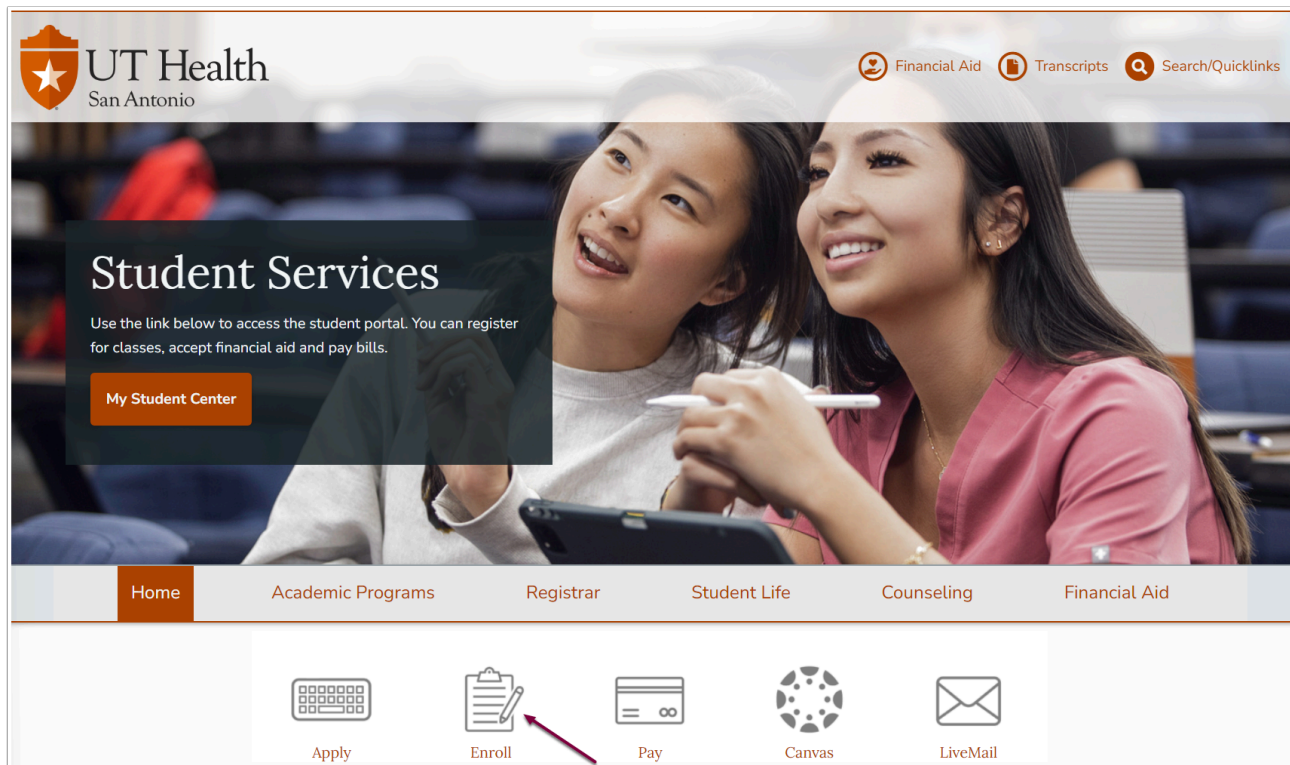 UT Health
San Antonio
Financial Aid
Transcripts
Search/Quicklinks
Student Services
Use the link below to access the student portal. You can register
for classes, accept financial aid and pay bills.
My Student Center
Home
Academic Programs
Registrar
Student Life
Counseling
Financial Aid
Apply
Enroll
Pay
Canvas
LiveMail